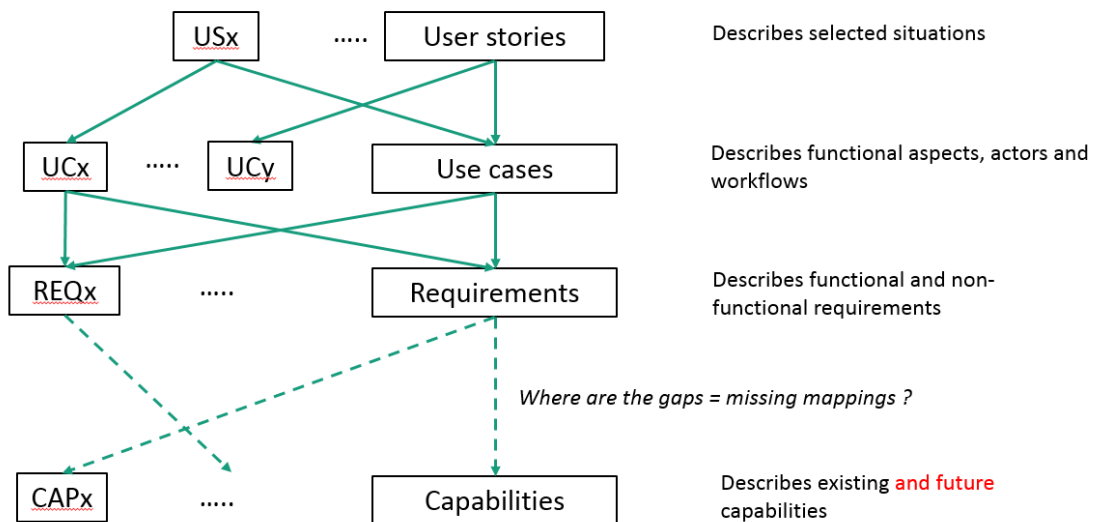 USx ..... User stories Describes selected situations
UCx ..... UCy Use cases Describes functional aspects, actors and
workflows
REQx ..... Requirements Describes functional and non-
functional requirements
Where are the gaps = missing mappings ?
CAPx ..... Capabilities Describes existing and future
capabilities